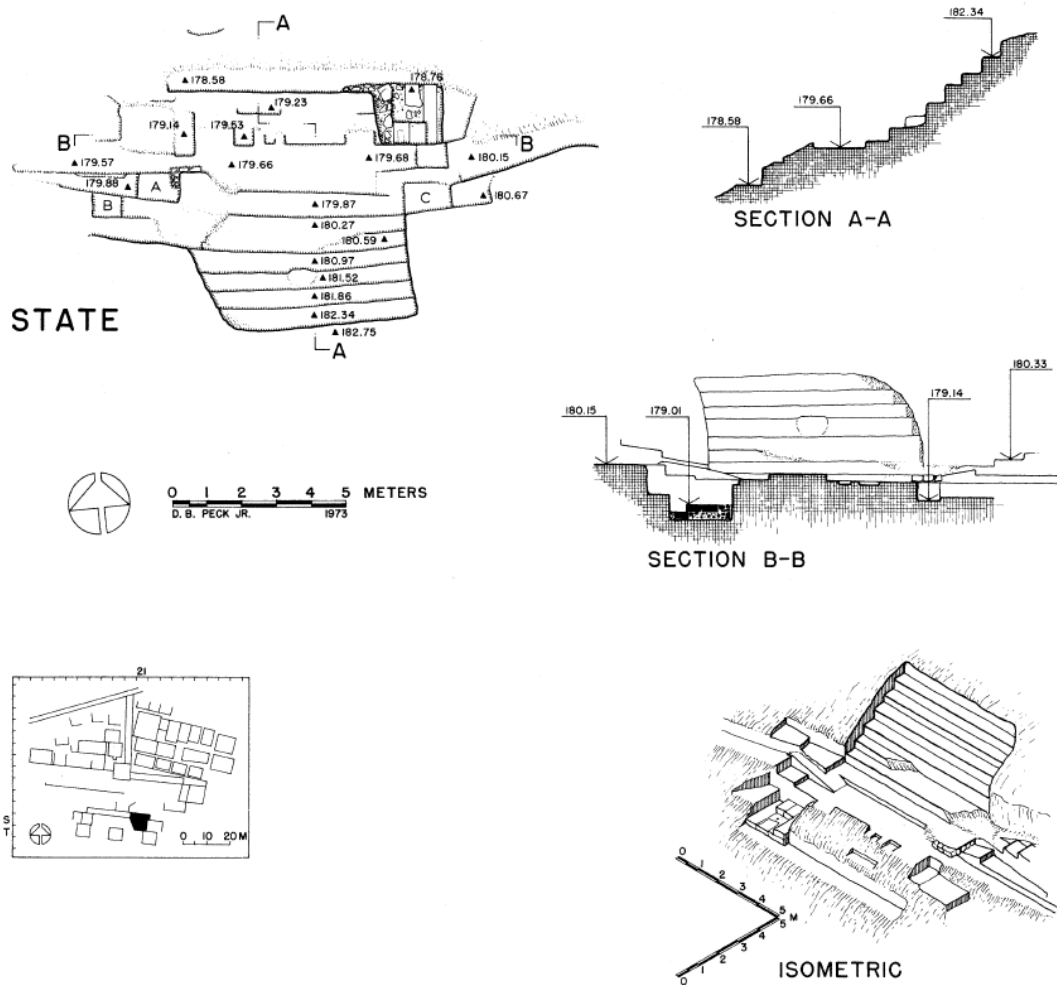 A
178.58
178.76
179.23
179.14
179.53
B
B
179.57
179.66
179.68
180.15
179.88
A
B
C
180.67
179.87
180.27
180.59
180.97
181.52
181.86
182.34
182.75
A
STATE
182.34
179.66
178.58
SECTION A-A
180.33
180.15
179.01
179.14
SECTION B-B
0 1 2 3 4 5 METERS
D. B. PECK JR. 1973
21
S
T
0 10 20 M
0
1
2
3
4
5
M
5
4
3
2
1
0
ISOMETRIC